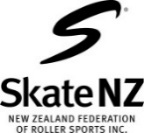 SkateNZ
NEW ZEALAND FEDERATION
OF ROLLER SPORTS INC.